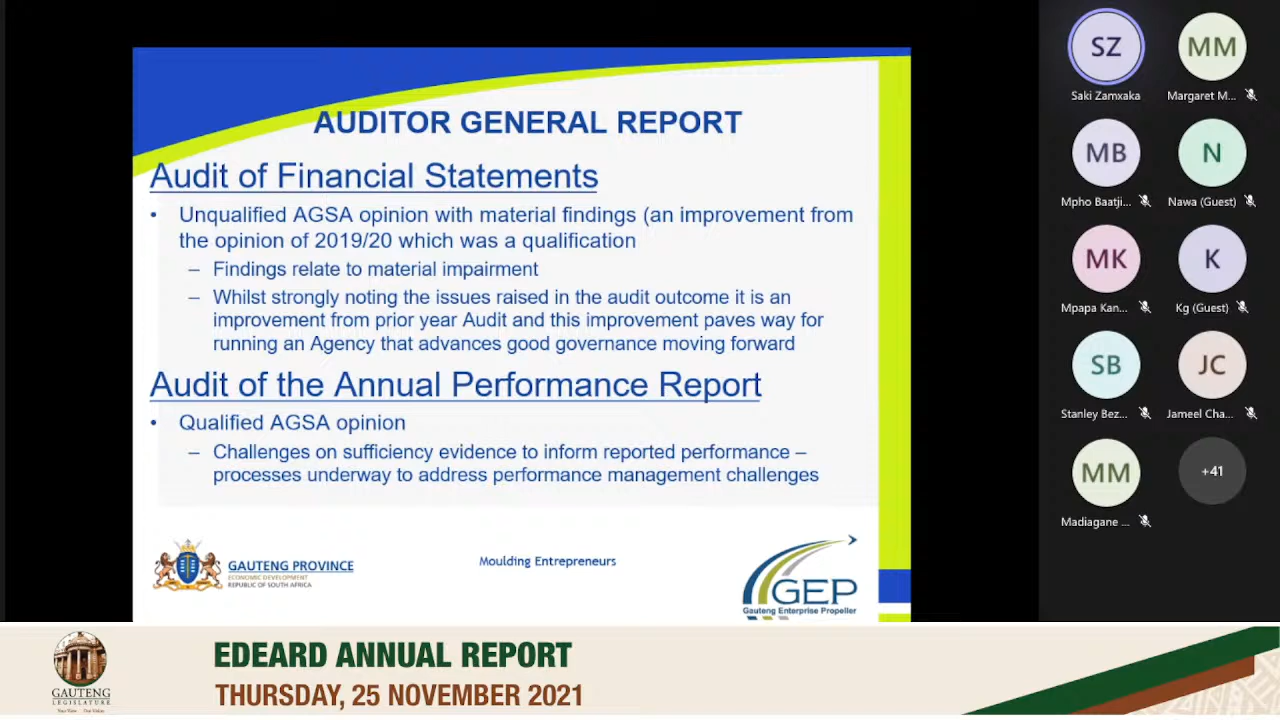 AUDITOR GENERAL REPORT
Audit of Financial Statements
• Unqualified AGSA opinion with material findings (an improvement from
the opinion of 2019/20 which was a qualification
– Findings relate to material impairment
– Whilst strongly noting the issues raised in the audit outcome it is an
improvement from prior year Audit and this improvement paves way for
running an Agency that advances good governance moving forward
Audit of the Annual Performance Report
• Qualified AGSA opinion
– Challenges on sufficiency evidence to inform reported performance –
processes underway to address performance management challenges
GAUTENG PROVINCE
ECONOMIC DEVELOPMENT
REPUBLIC OF SOUTH AFRICA
Moulding Entrepreneurs
GEP
Gauteng Enterprise Propeller
SZ
Saki Zamxaka
MM
Margaret M...
MB
Mpho Baatji...
N
Nawa (Guest)
MK
Mpapa Kan...
K
Kg (Guest)
SB
Stanley Bez...
JC
Jameel Cha...
MM
Madiagane ...
+41
GAUTENG
LEGISLATURE
EDEARD ANNUAL REPORT
THURSDAY, 25 NOVEMBER 2021